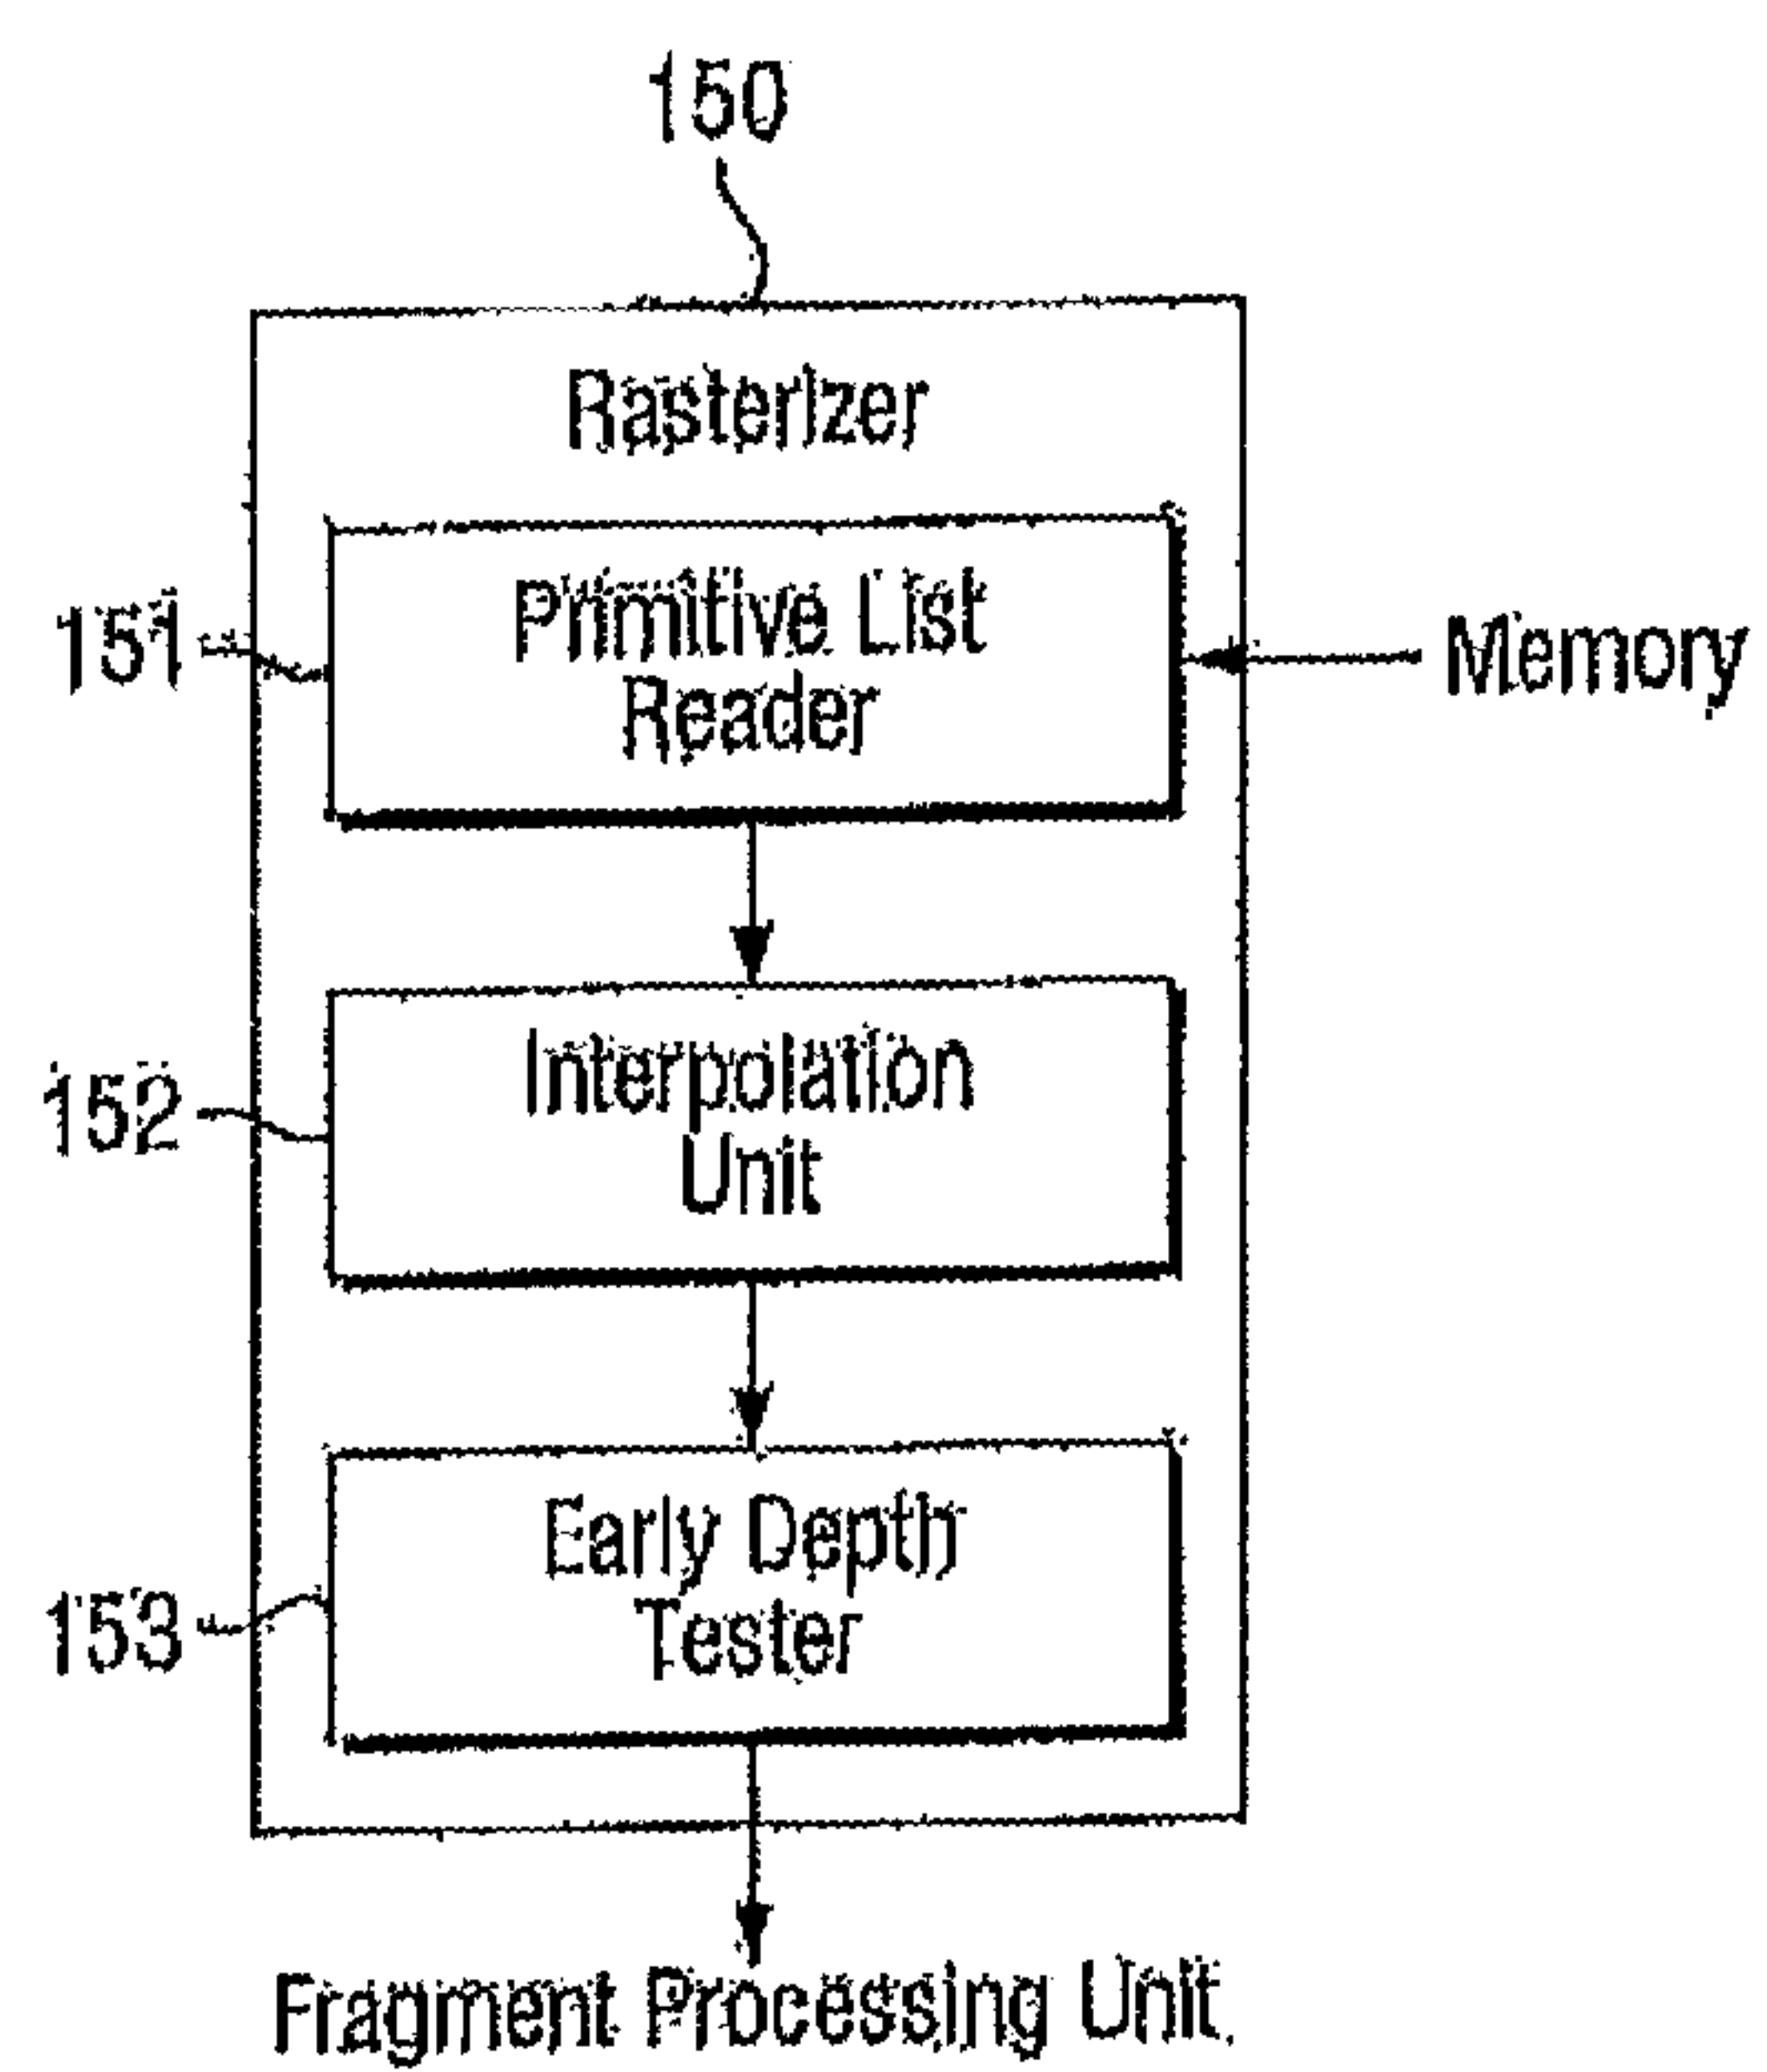 150
Rasterizer
Primitive List
Reader
151
Memory
Interpolation
Unit
152
Early Depth
Tester
153
Fragment Processing Unit